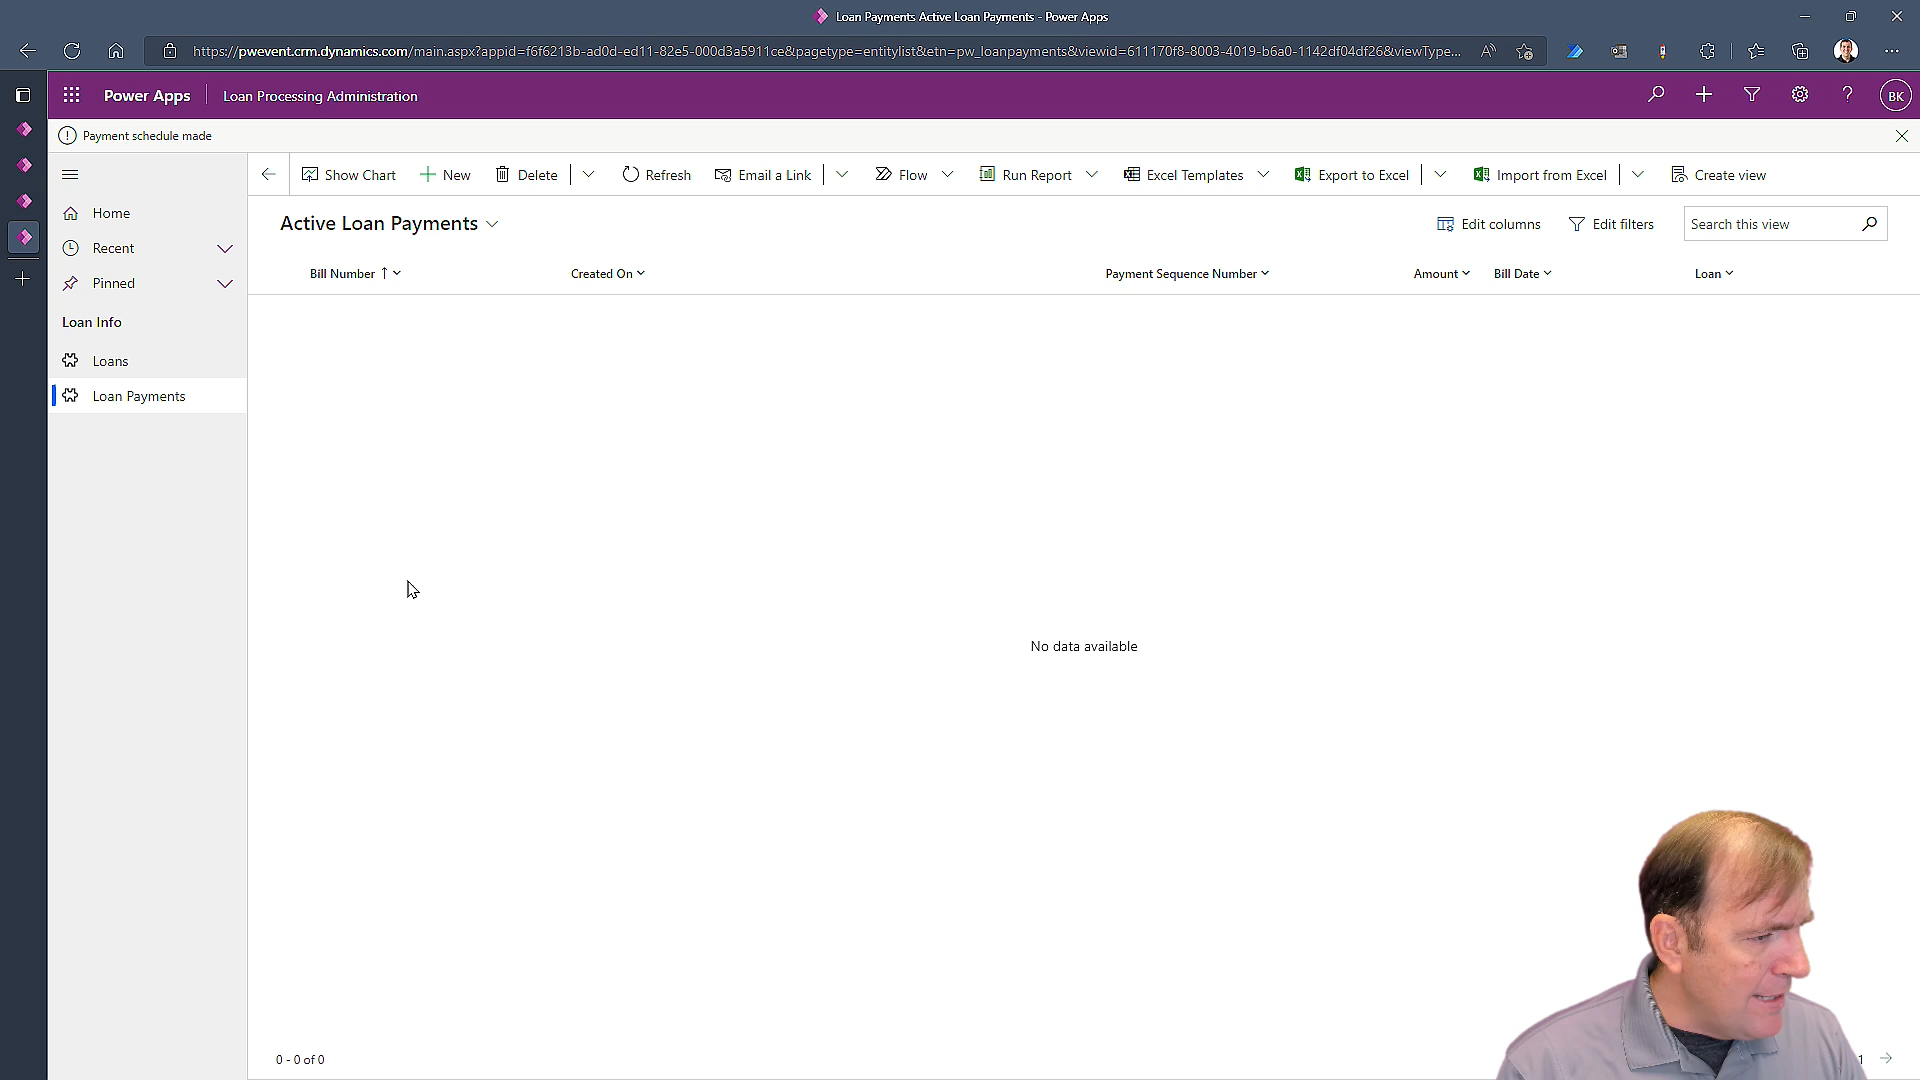 Loan Payments Active Loan Payments - Power Apps
https://pwevent.crm.dynamics.com/main.aspx?appid=f6f6213b-ad0d-ed11-82e5-000d3a5911ce&pagetype=entitylist&etn=pw_loanpayments&viewid=611170f8-8003-4019-b6a0-1142df04df26&viewType...
Power Apps Loan Processing Administration BK
Payment schedule made
Show Chart New Delete Refresh Email a Link Flow Run Report Excel Templates Export to Excel Import from Excel Create view
Home
Recent
Pinned
Loan Info
Loans
Loan Payments
Active Loan Payments Edit columns Edit filters Search this view
Bill Number Created On Payment Sequence Number Amount Bill Date Loan
No data available
0 - 0 of 0 1